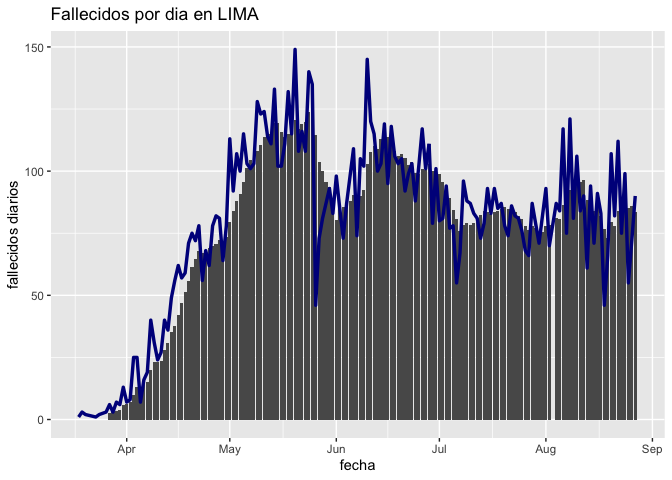 Fallecidos por dia en LIMA
fallecidos diarios
150
100
50
0
Apr
May
Jun
Jul
Aug
Sep
fecha